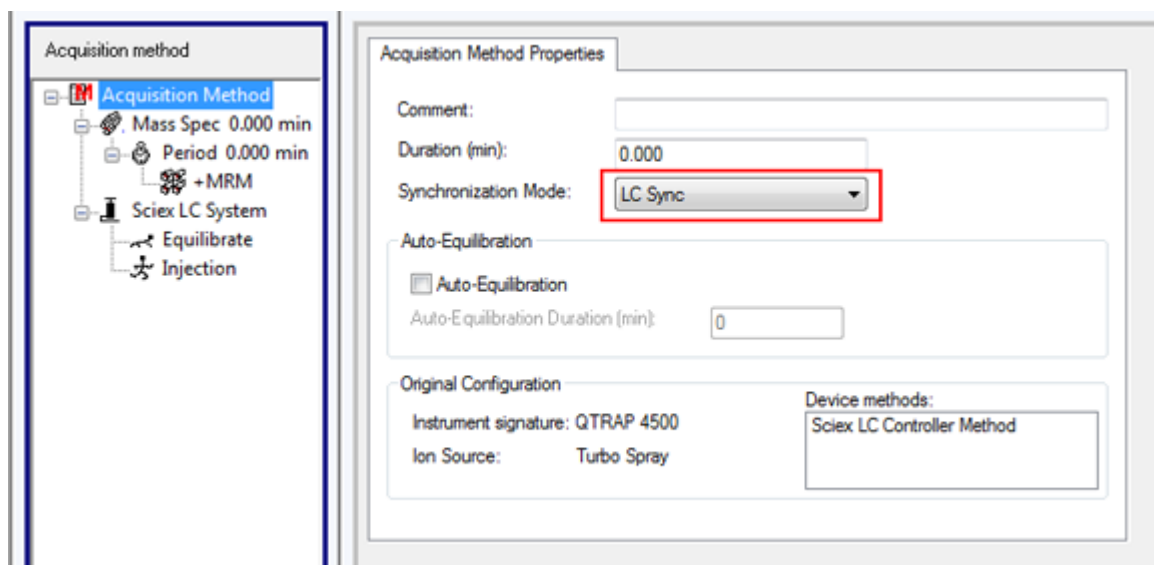 Acquisition method
Acquisition Method
Mass Spec 0.000 min
Period 0.000 min
+MRM
Sciex LC System
Equilibrate
Injection
Acquisition Method Properties
Comment:
Duration (min): 0.000
Synchronization Mode: LC Sync
Auto-Equilibration
Auto-Equilibration
Auto-Equilibration Duration (min): 0
Original Configuration
Instrument signature: QTRAP 4500
Ion Source: Turbo Spray
Device methods:
Sciex LC Controller Method